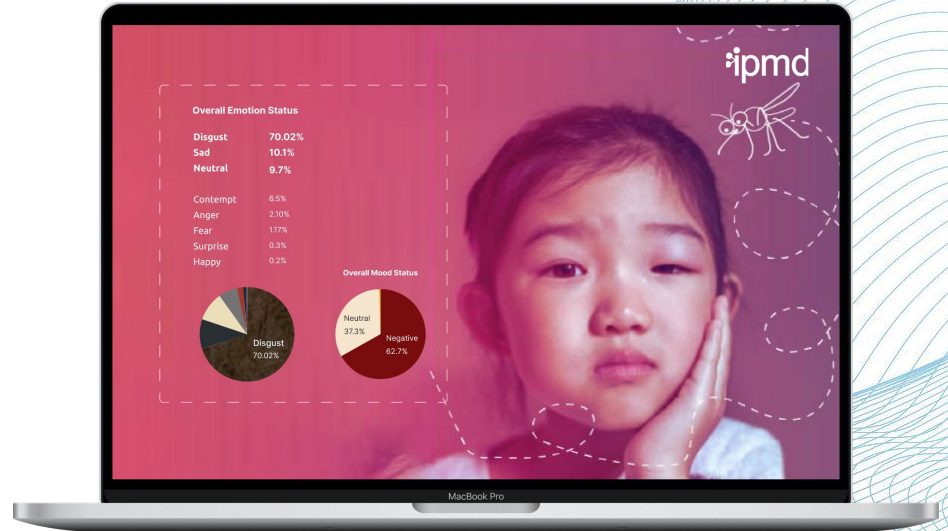 ipmd
Overall Emotion Status
Disgust 70.02%
Sad 10.1%
Neutral 9.7%
Contempt 6.5%
Anger 2.10%
Fear 1.17%
Surprise 0.3%
Happy 0.2%
Disgust
70.02%
Overall Mood Status
Neutral
37.3%
Negative
62.7%
MacBook Pro